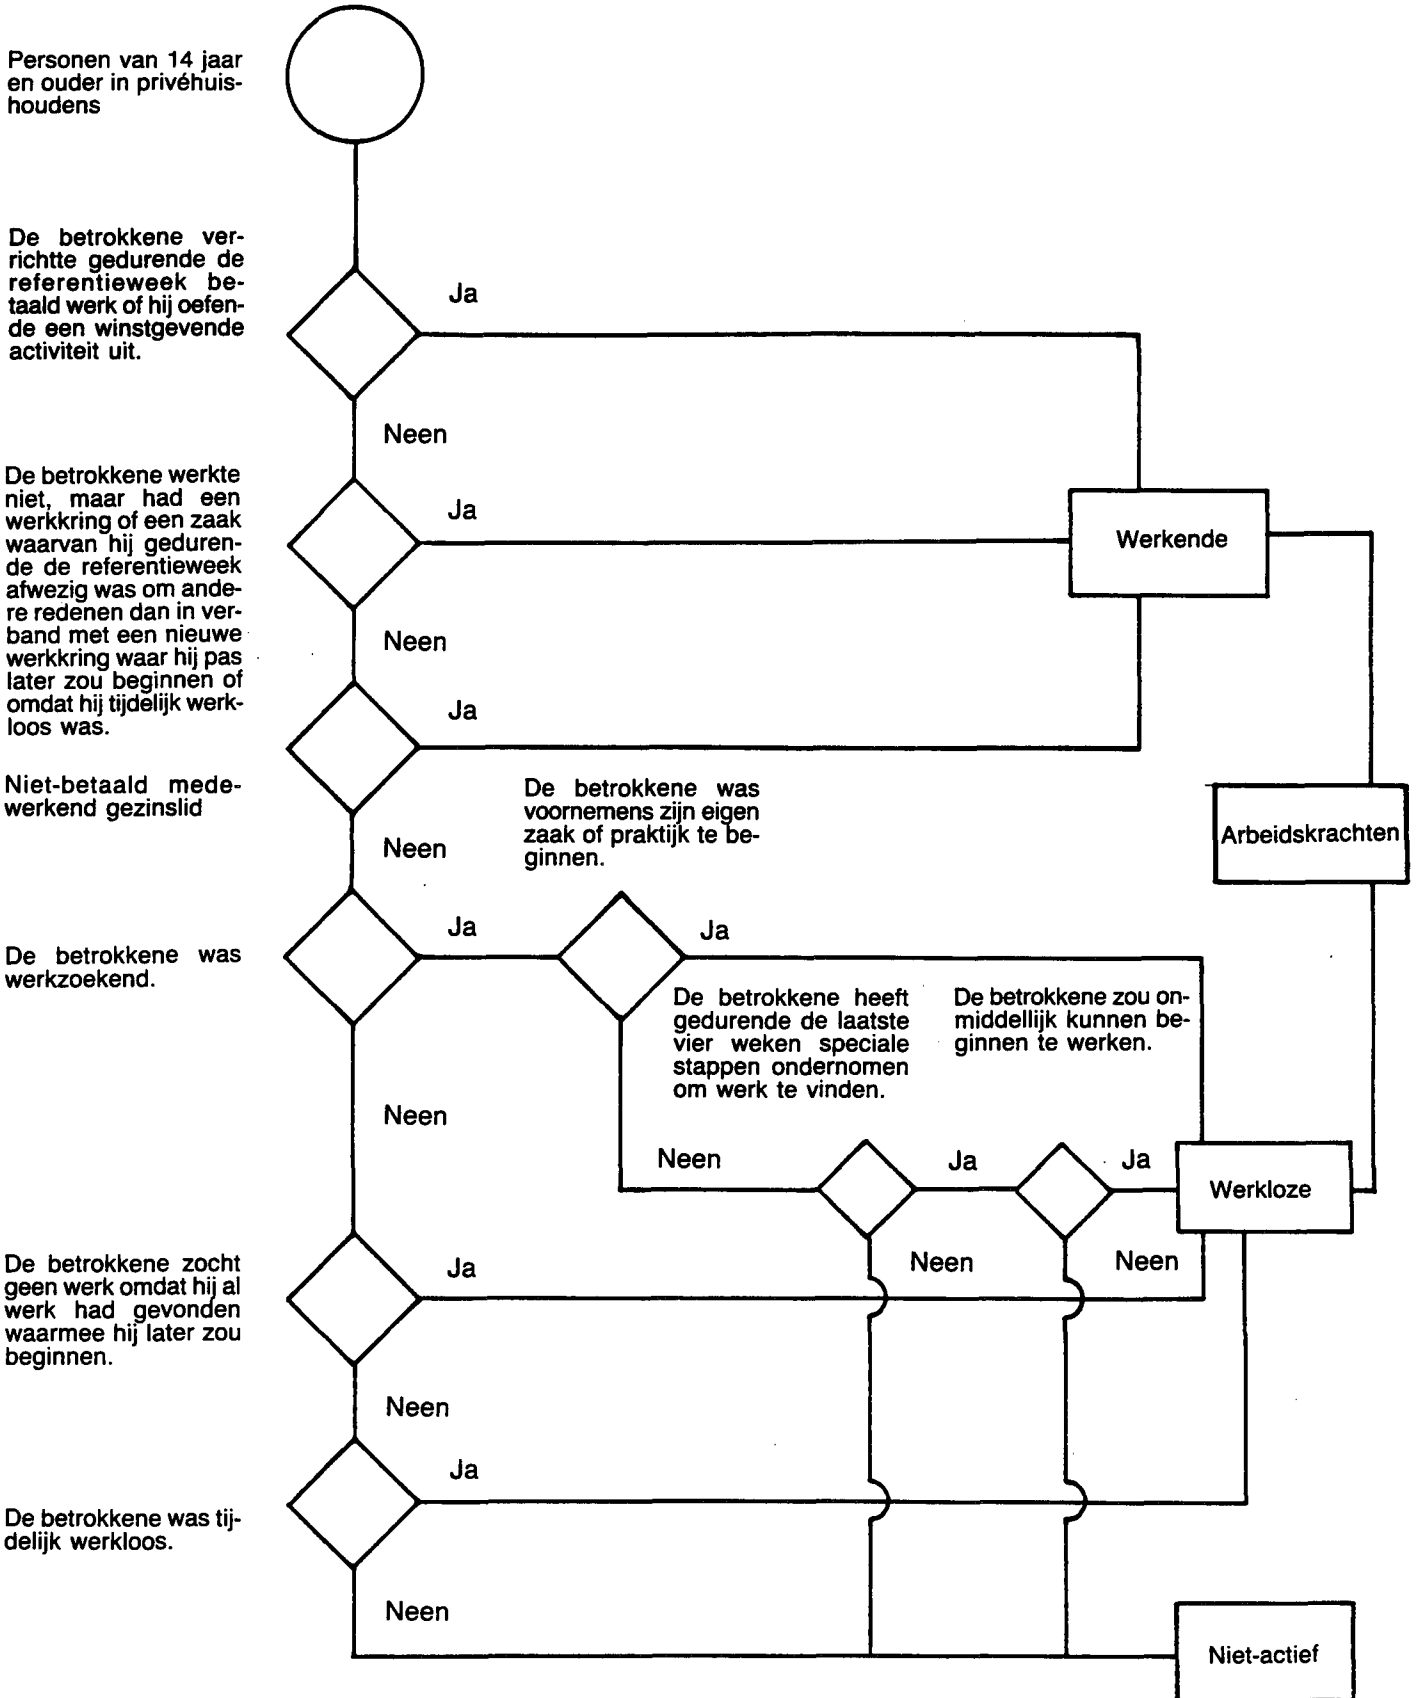 Personen van 14 jaar
en ouder in privéhuis-
houdens
De betrokkene ver-
richtte gedurende de
referentieweek be-
taald werk of hij oefen-
de een winstgevende
activiteit uit.
Ja
Neen
De betrokkene werkte
niet, maar had een
werkkring of een zaak
waarvan hij geduren-
de de referentieweek
afwezig was om ande-
re redenen dan in ver-
band met een nieuwe
werkkring waar hij pas
later zou beginnen of
omdat hij tijdelijk werk-
loos was.
Ja
Werkende
Neen
Ja
Niet-betaald mede-
werkend gezinslid
De betrokkene was
voornemens zijn eigen
zaak of praktijk te be-
ginnen.
Arbeidskrachten
Neen
De betrokkene was
werkzoekend.
Ja
Ja
De betrokkene heeft
gedurende de laatste
vier weken speciale
stappen ondernomen
om werk te vinden.
De betrokkene zou on-
middellijk kunnen be-
ginnen te werken.
Neen
Neen
Ja
Ja
Werkloze
De betrokkene zocht
geen werk omdat hij al
werk had gevonden
waarmee hij later zou
beginnen.
Ja
Neen
Neen
Neen
Ja
De betrokkene was tij-
delijk werkloos.
Neen
Niet-actief